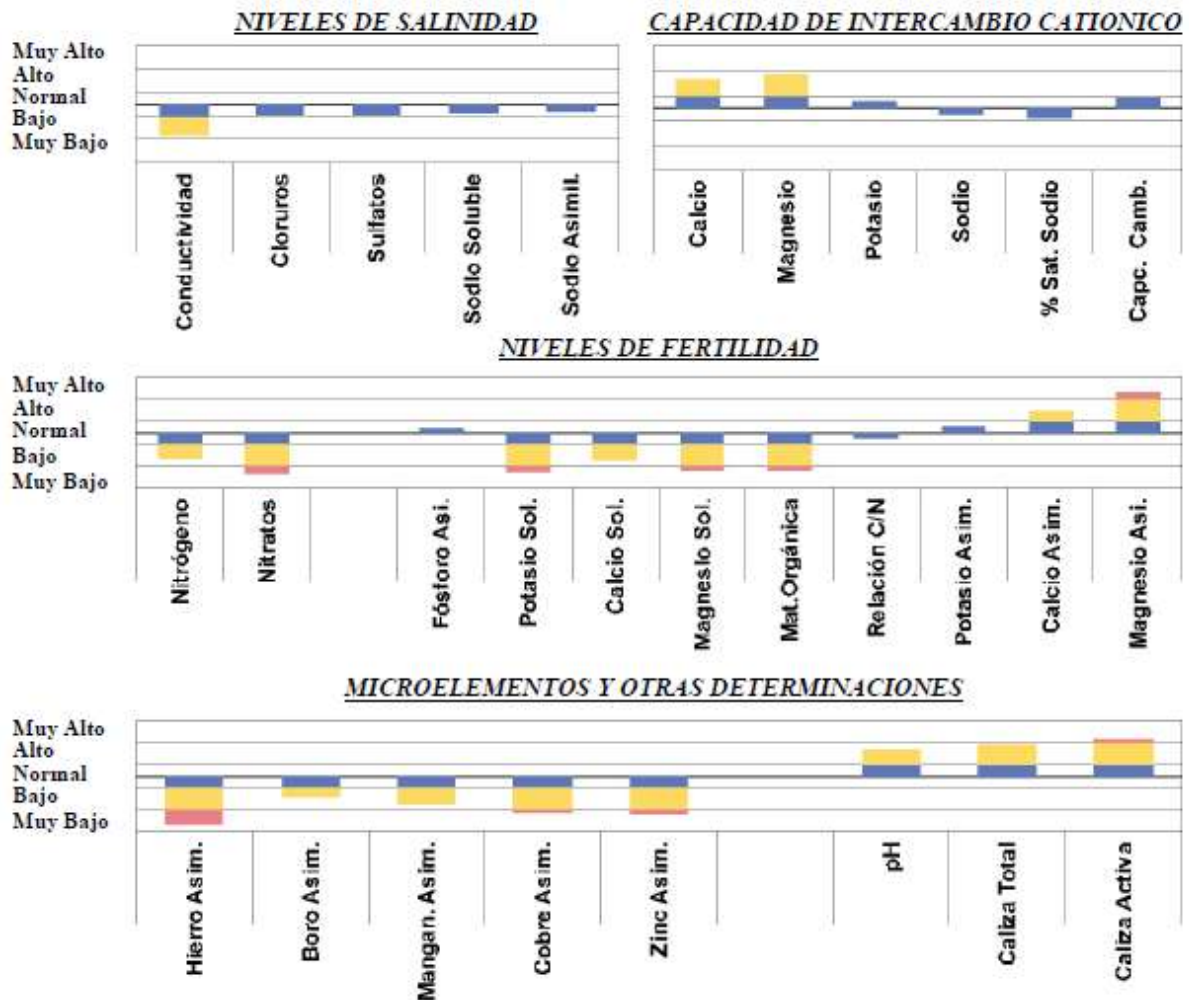 NIVELES DE SALINIDAD
Muy Alto
Alto
Normal
Bajo
Muy Bajo
Conductividad
Cloruros
Sulfatos
Sodio Soluble
Sodio Asimil.
CAPACIDAD DE INTERCAMBIO CATIONICO
Calcio
Magnesio
Potasio
Sodio
% Sat. Sodio
Capc. Camb.
NIVELES DE FERTILIDAD
Muy Alto
Alto
Normal
Bajo
Muy Bajo
Nitrógeno
Nitratos
Fósforo Asi.
Potasio Sol.
Calcio Sol.
Magnesio Sol.
Mat.Orgánica
Relación C/N
Potasio Asim.
Calcio Asim.
Magnesio Asi.
MICROELEMENTOS Y OTRAS DETERMINACIONES
Muy Alto
Alto
Normal
Bajo
Muy Bajo
Hierro Asim.
Boro Asim.
Mangan. Asim.
Cobre Asim.
Zinc Asim.
pH
Caliza Total
Caliza Activa